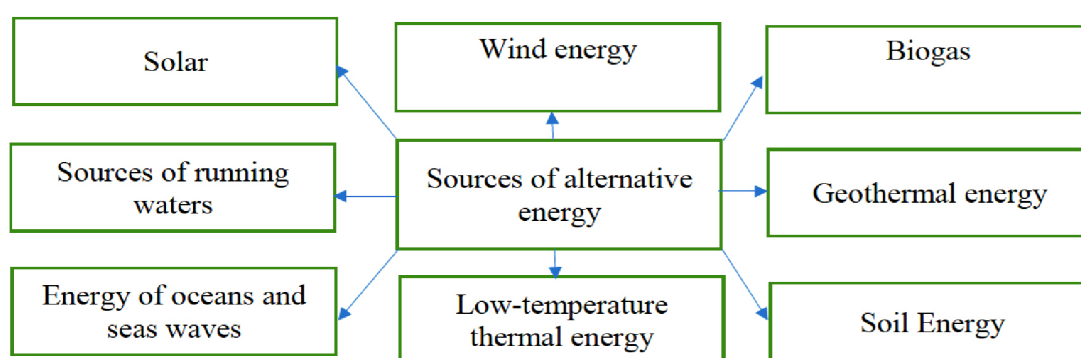 Solar
Wind energy
Biogas
Sources of running
waters
Sources of alternative
energy
Geothermal energy
Energy of oceans and
seas waves
Low-temperature
thermal energy
Soil Energy